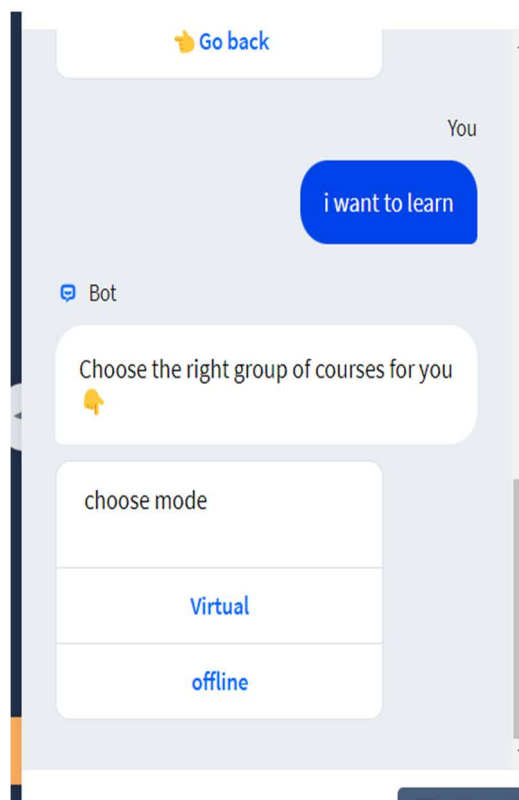 👈 Go back
You
i want to learn
Bot
Choose the right group of courses for you
👇
choose mode
Virtual
offline